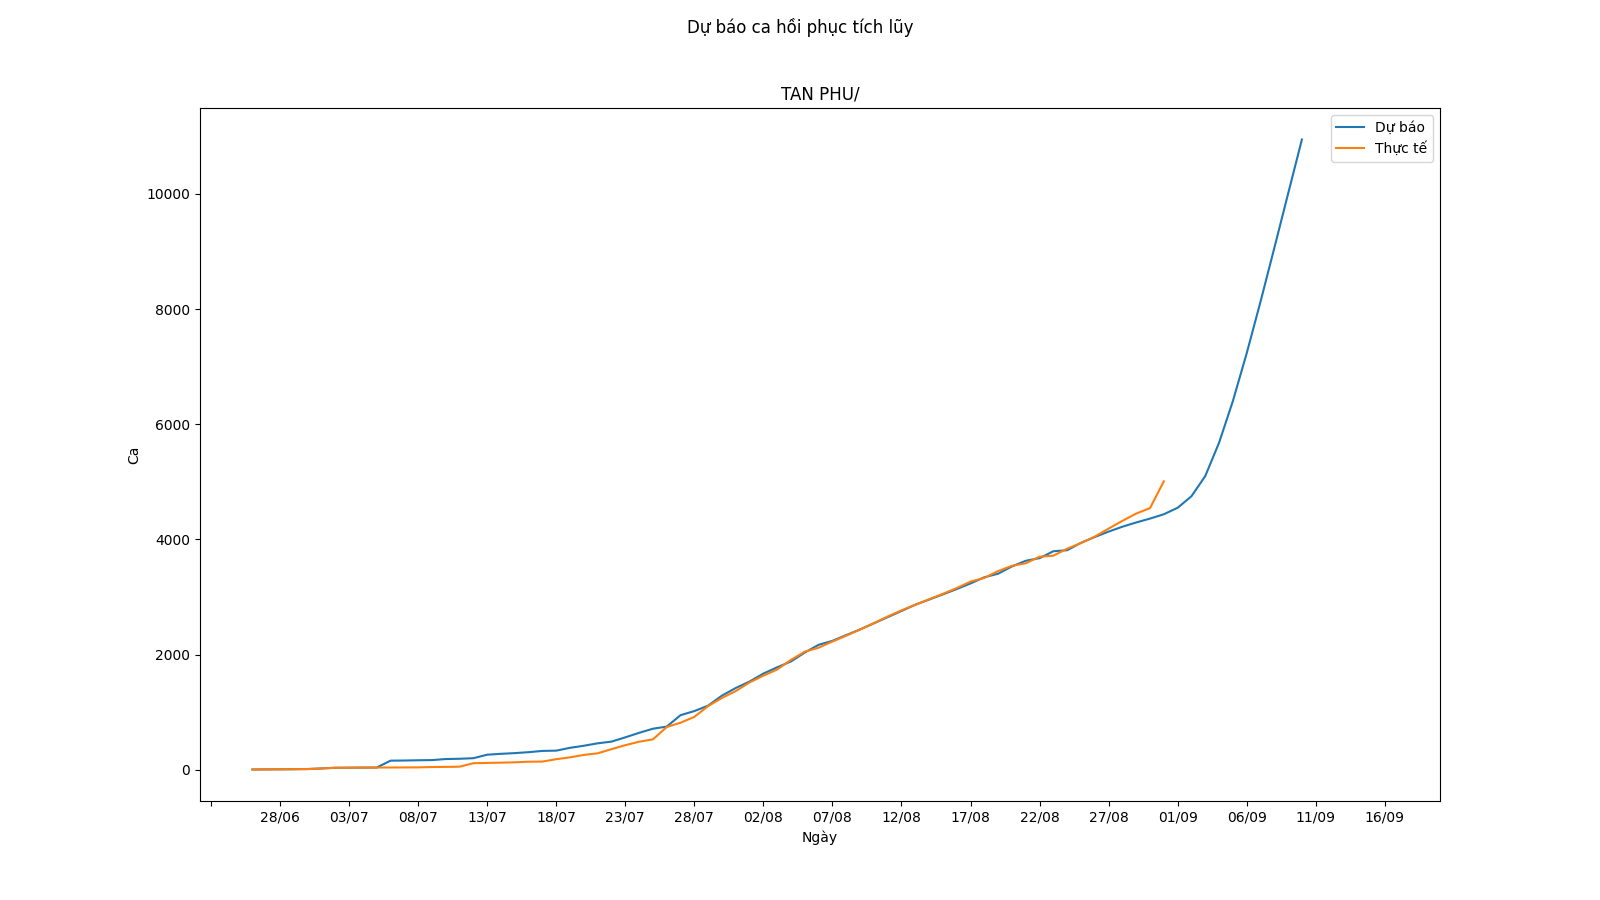 Dự báo ca hồi phục tích lũy
TAN PHU/
Dự báo
Thực tế
10000
8000
6000
4000
2000
0
Ca
28/06 03/07 08/07 13/07 18/07 23/07 28/07 02/08 07/08 12/08 17/08 22/08 27/08 01/09 06/09 11/09 16/09
Ngày